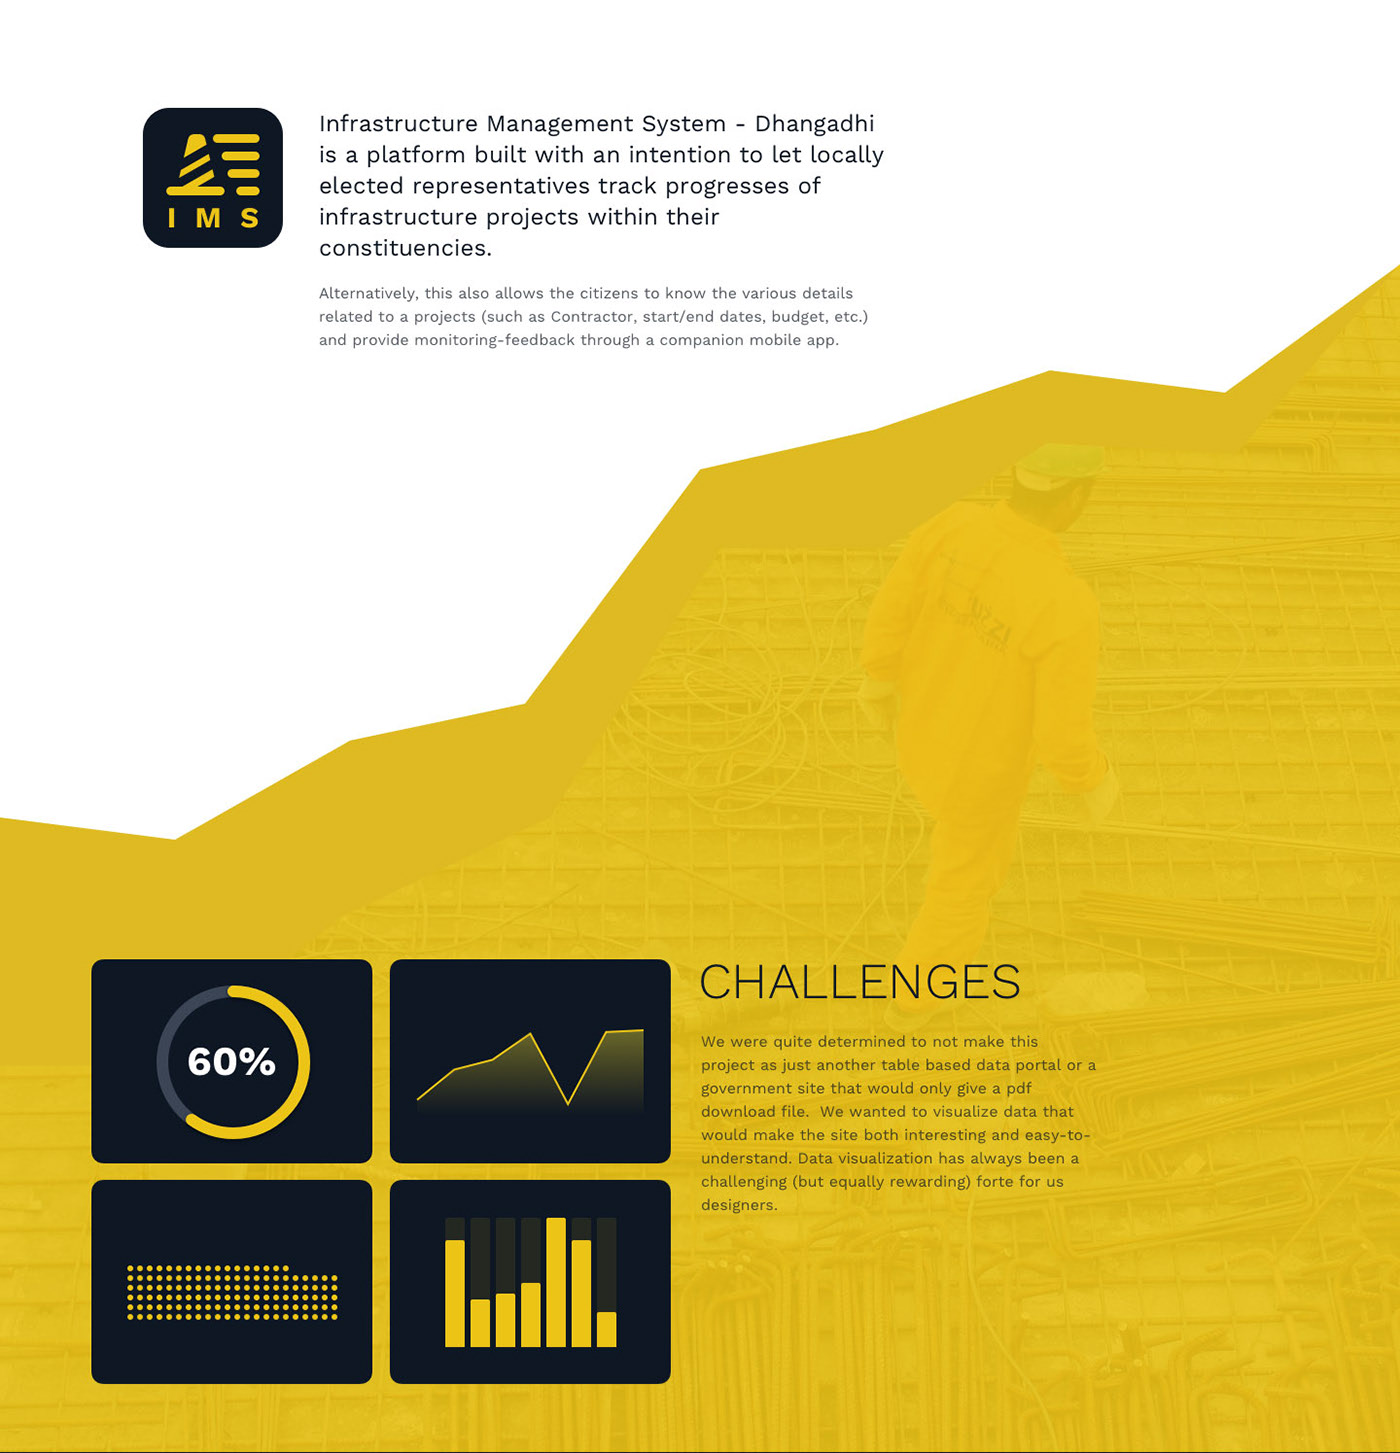 IMS
Infrastructure Management System - Dhangadhi
is a platform built with an intention to let locally
elected representatives track progresses of
infrastructure projects within their
constituencies.
Alternatively, this also allows the citizens to know the various details
related to a projects (such as Contractor, start/end dates, budget, etc.)
and provide monitoring-feedback through a companion mobile app.
60%
CHALLENGES
We were quite determined to not make this
project as just another table based data portal or a
government site that would only give a pdf
download file.  We wanted to visualize data that
would make the site both interesting and easy-to-
understand. Data visualization has always been a
challenging (but equally rewarding) forte for us
designers.